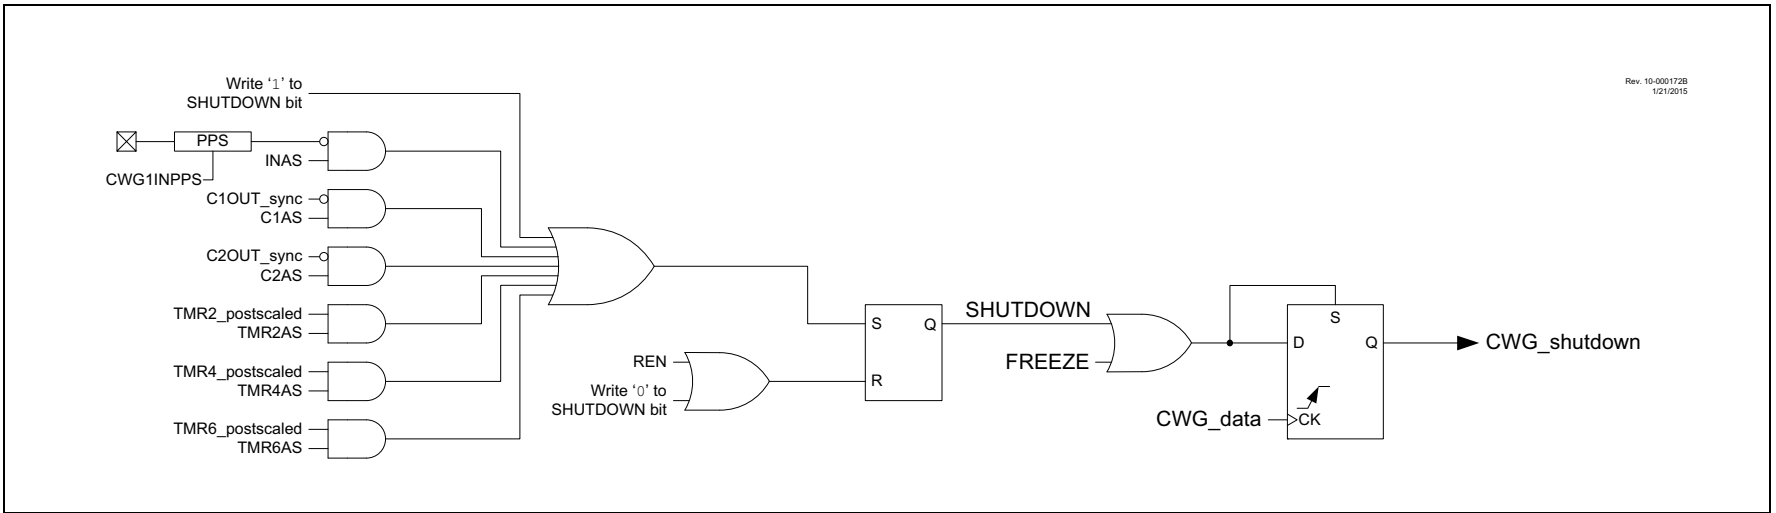 Write ‘1’ to
SHUTDOWN bit
Rev. 10-000172B
1/21/2015
PPS
INAS
CWG1INPPS
C1OUT_sync
C1AS
C2OUT_sync
C2AS
TMR2_postscaled
TMR2AS
TMR4_postscaled
TMR4AS
TMR6_postscaled
TMR6AS
REN
Write ‘0’ to
SHUTDOWN bit
S
Q
R
SHUTDOWN
FREEZE
S
D
Q
CWG_data
CK
CWG_shutdown